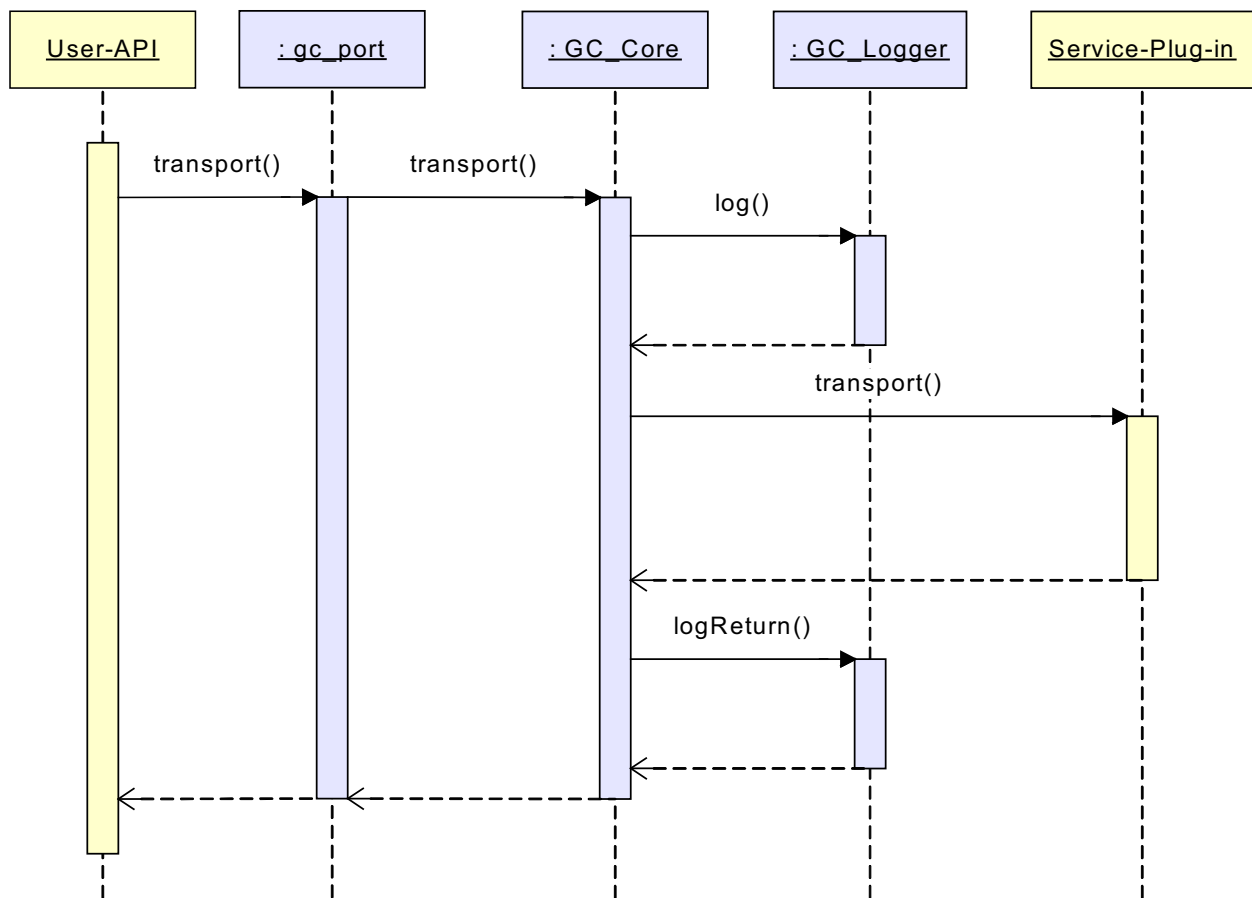 User-API
: gc_port
: GC_Core
: GC_Logger
Service-Plug-in
transport()
transport()
log()
transport()
logReturn()